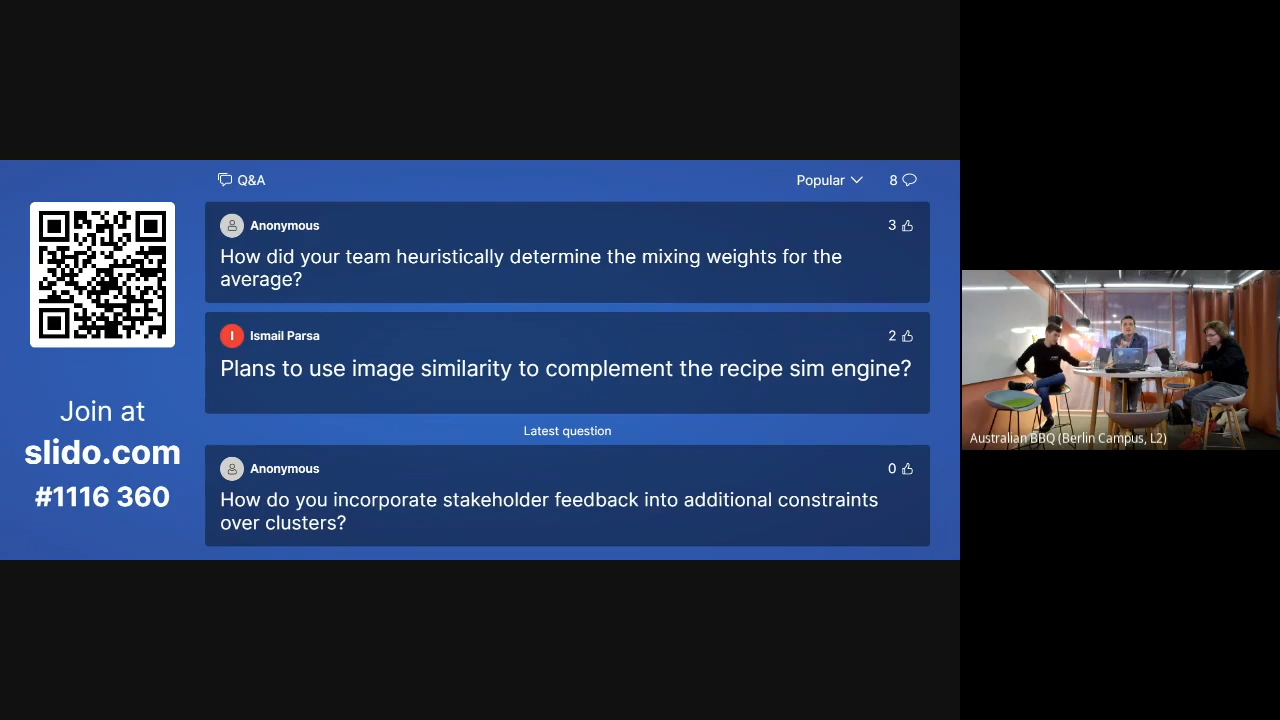 Q&A
Popular
8
Anonymous
3
How did your team heuristically determine the mixing weights for the
average?
I
Ismail Parsa
2
Plans to use image similarity to complement the recipe sim engine?
Join at
slido.com
#1116 360
Latest question
Anonymous
0
How do you incorporate stakeholder feedback into additional constraints
over clusters?
Australian BBQ (Berlin Campus, L2)